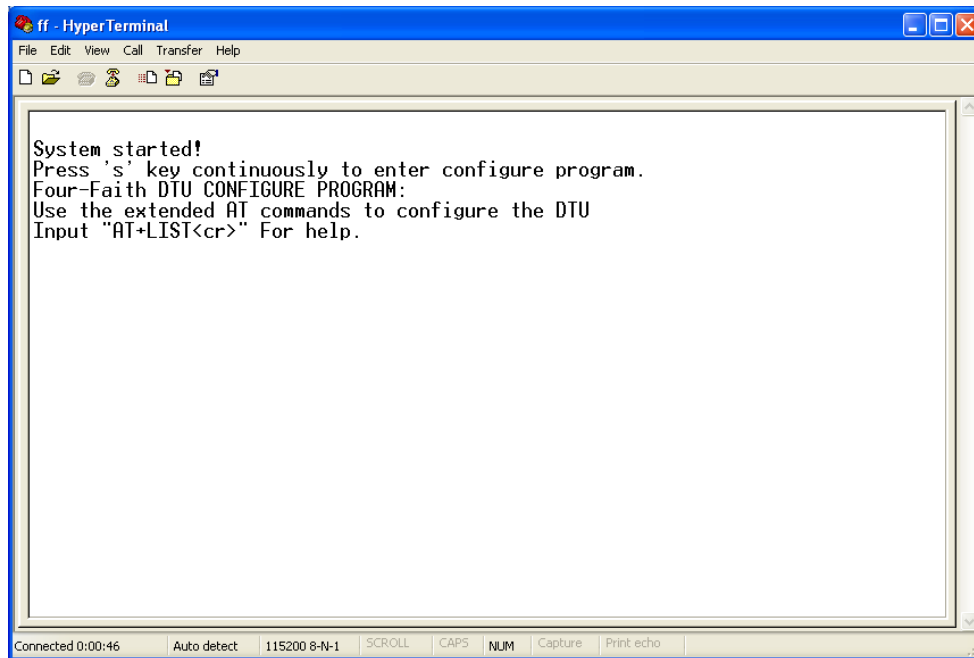 ff - HyperTerminal
File Edit View Call Transfer Help
System started!
Press 's' key continuously to enter configure program.
Four-Faith DTU CONFIGURE PROGRAM:
Use the extended AT commands to configure the DTU
Input "AT+LIST<cr>" For help.
Connected 0:00:46 Auto detect 115200 8-N-1 SCROLL CAPS NUM Capture Print echo